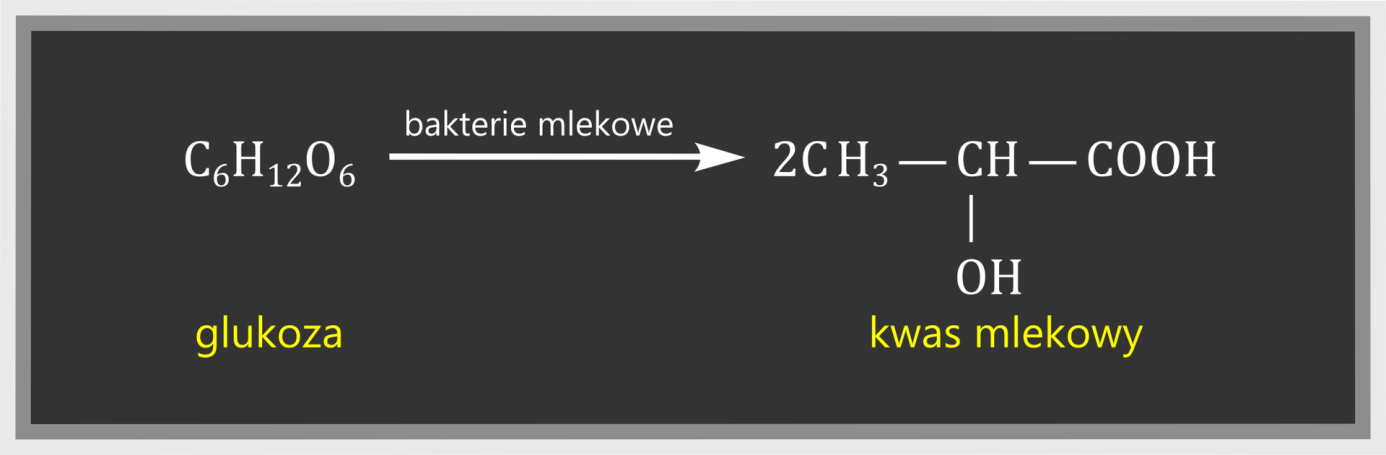 bakterie mlekowe
C₆H₁₂O₆ 2CH₃ — CH — COOH
|
OH
glukoza kwas mlekowy